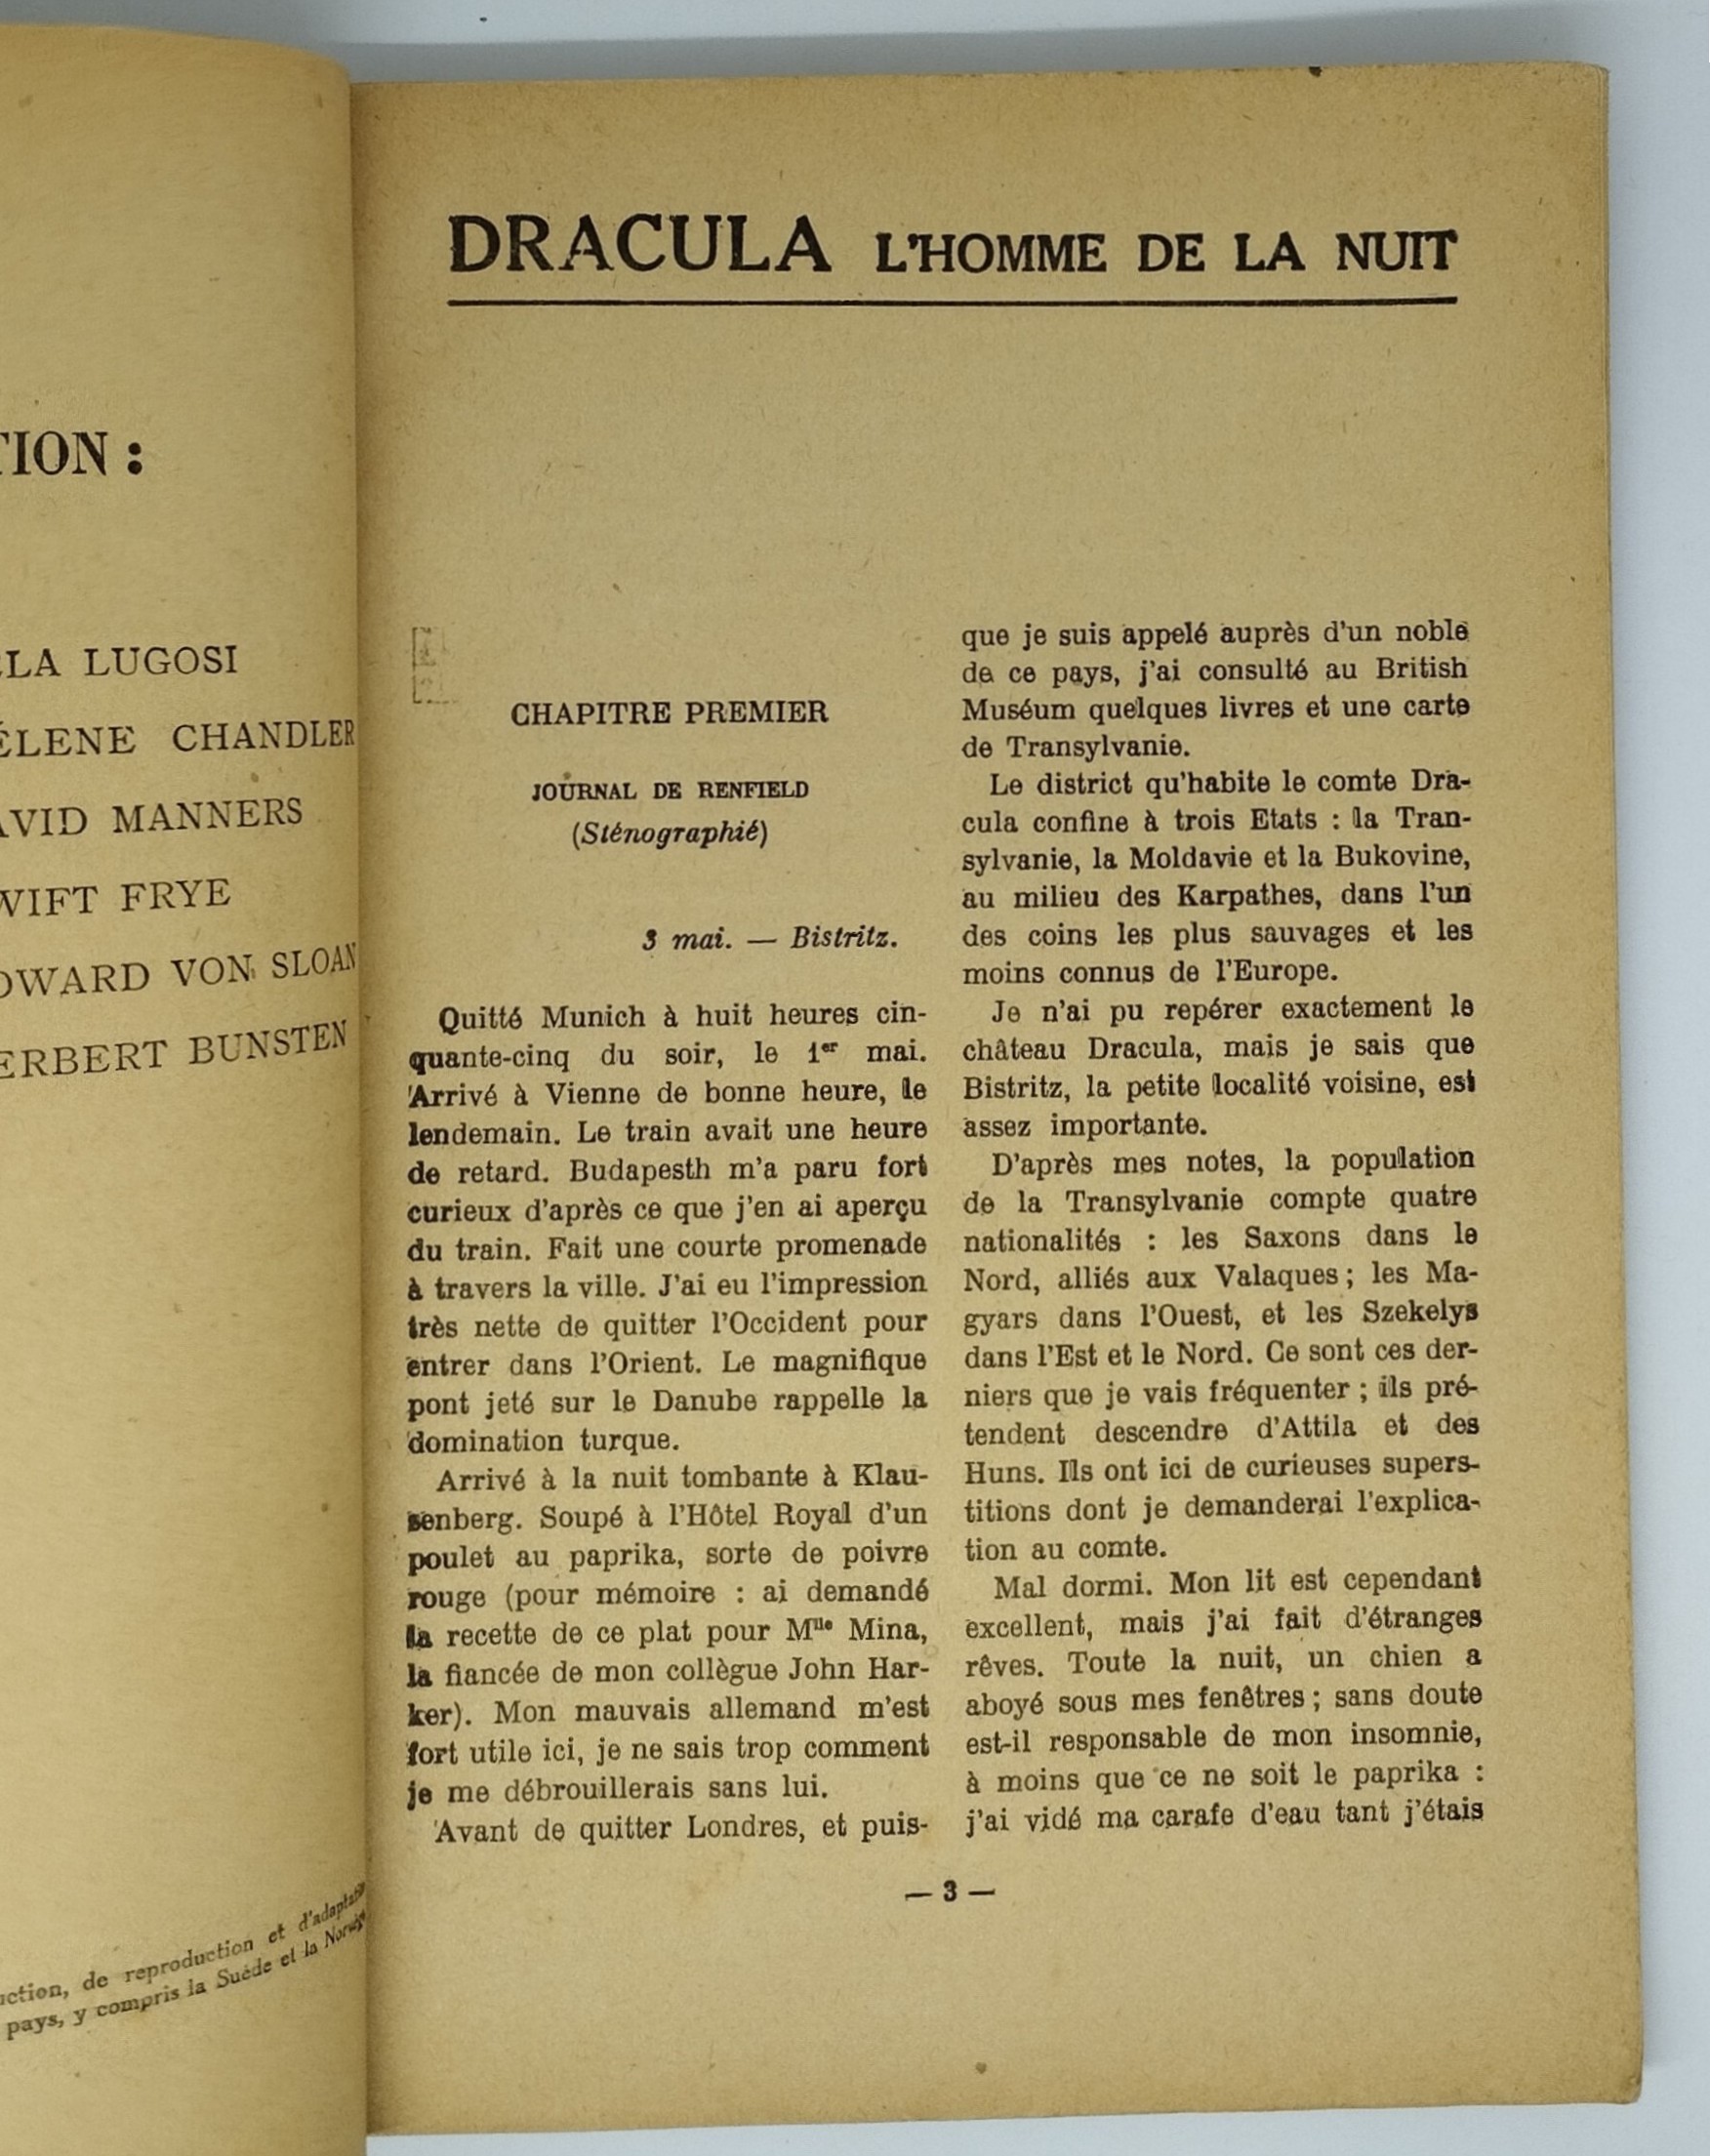 TION :
LA LUGOSI
ÉLENE CHANDLER
AVID MANNERS
WIFT FRYE
DWARD VON SLOAN
ERBERT BUNSTEN
ction, de reproduction et d'adaptati
pays, y compris la Suède et la Norvè
DRACULA L'HOMME DE LA NUIT
CHAPITRE PREMIER
JOURNAL DE RENFIELD
(Sténographié)
3 mai. — Bistritz.
Quitté Munich à huit heures cin-
quante-cinq du soir, le 1er mai.
Arrivé à Vienne de bonne heure, le
lendemain. Le train avait une heure
de retard. Budapesth m'a paru fort
curieux d'après ce que j'en ai aperçu
du train. Fait une courte promenade
à travers la ville. J'ai eu l'impression
très nette de quitter l'Occident pour
entrer dans l'Orient. Le magnifique
pont jeté sur le Danube rappelle la
domination turque.
Arrivé à la nuit tombante à Klau-
senberg. Soupé à l'Hôtel Royal d'un
poulet au paprika, sorte de poivre
rouge (pour mémoire : ai demandé
la recette de ce plat pour Mlle Mina,
la fiancée de mon collègue John Har-
ker). Mon mauvais allemand m'est
fort utile ici, je ne sais trop comment
je me débrouillerais sans lui.
Avant de quitter Londres, et puis-
que je suis appelé auprès d'un noble
de ce pays, j'ai consulté au British
Muséum quelques livres et une carte
de Transylvanie.
Le district qu'habite le comte Dra-
cula confine à trois Etats : la Tran-
sylvanie, la Moldavie et la Bukovine,
au milieu des Karpathes, dans l'un
des coins les plus sauvages et les
moins connus de l'Europe.
Je n'ai pu repérer exactement le
château Dracula, mais je sais que
Bistritz, la petite localité voisine, est
assez importante.
D'après mes notes, la population
de la Transylvanie compte quatre
nationalités : les Saxons dans le
Nord, alliés aux Valaques ; les Ma-
gyars dans l'Ouest, et les Szekelys
dans l'Est et le Nord. Ce sont ces der-
niers que je vais fréquenter ; ils pré-
tendent descendre d'Attila et des
Huns. Ils ont ici de curieuses supers-
titions dont je demanderai l'explica-
tion au comte.
Mal dormi. Mon lit est cependant
excellent, mais j'ai fait d'étranges
rêves. Toute la nuit, un chien a
aboyé sous mes fenêtres ; sans doute
est-il responsable de mon insomnie,
à moins que ce ne soit le paprika :
j'ai vidé ma carafe d'eau tant j'étais
— 3 —